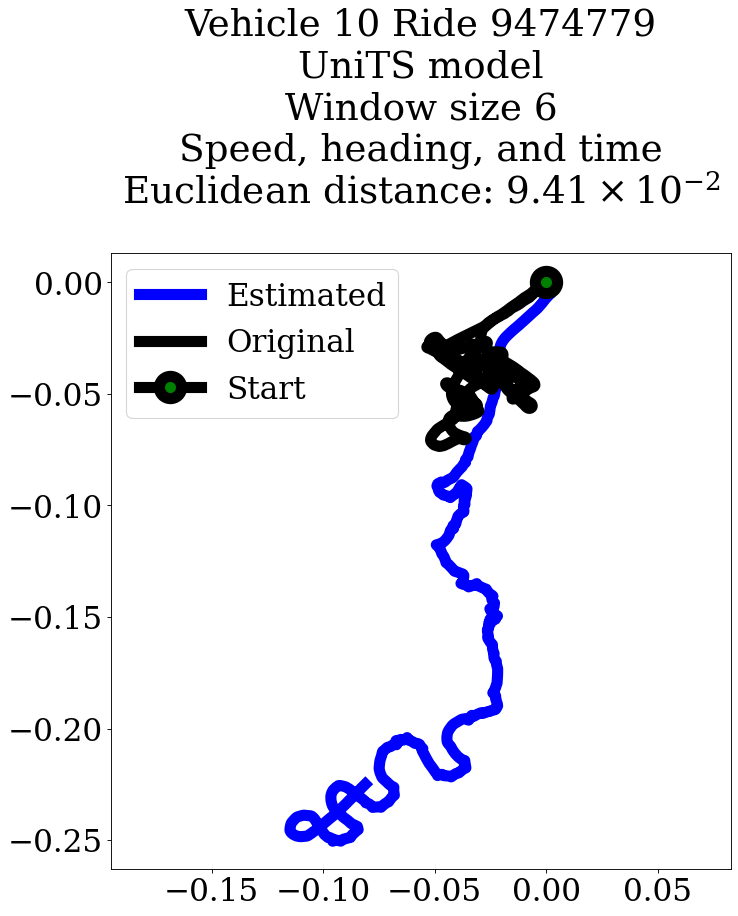 Vehicle 10 Ride 9474779
UniTS model
Window size 6
Speed, heading, and time
Euclidean distance: 9.41 × 10⁻²
Estimated
Original
Start
0.00
−0.05
−0.10
−0.15
−0.20
−0.25
−0.15 −0.10 −0.05 0.00 0.05